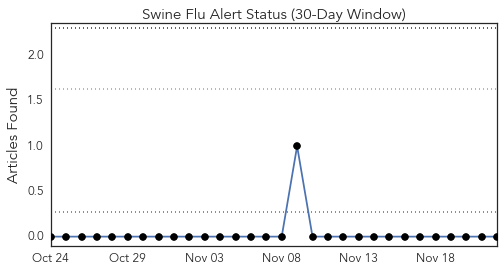 Swine Flu Alert Status (30-Day Window)
Articles Found
2.0
1.5
1.0
0.5
0.0
Oct 24 Oct 29 Nov 03 Nov 08 Nov 13 Nov 18